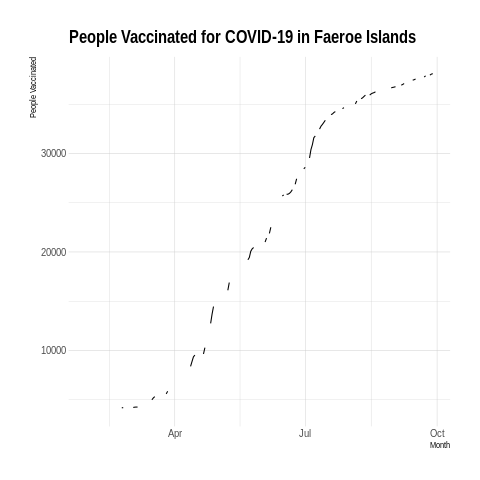 People Vaccinated for COVID-19 in Faeroe Islands
People Vaccinated
30000
20000
10000
Apr
Jul
Oct
Month